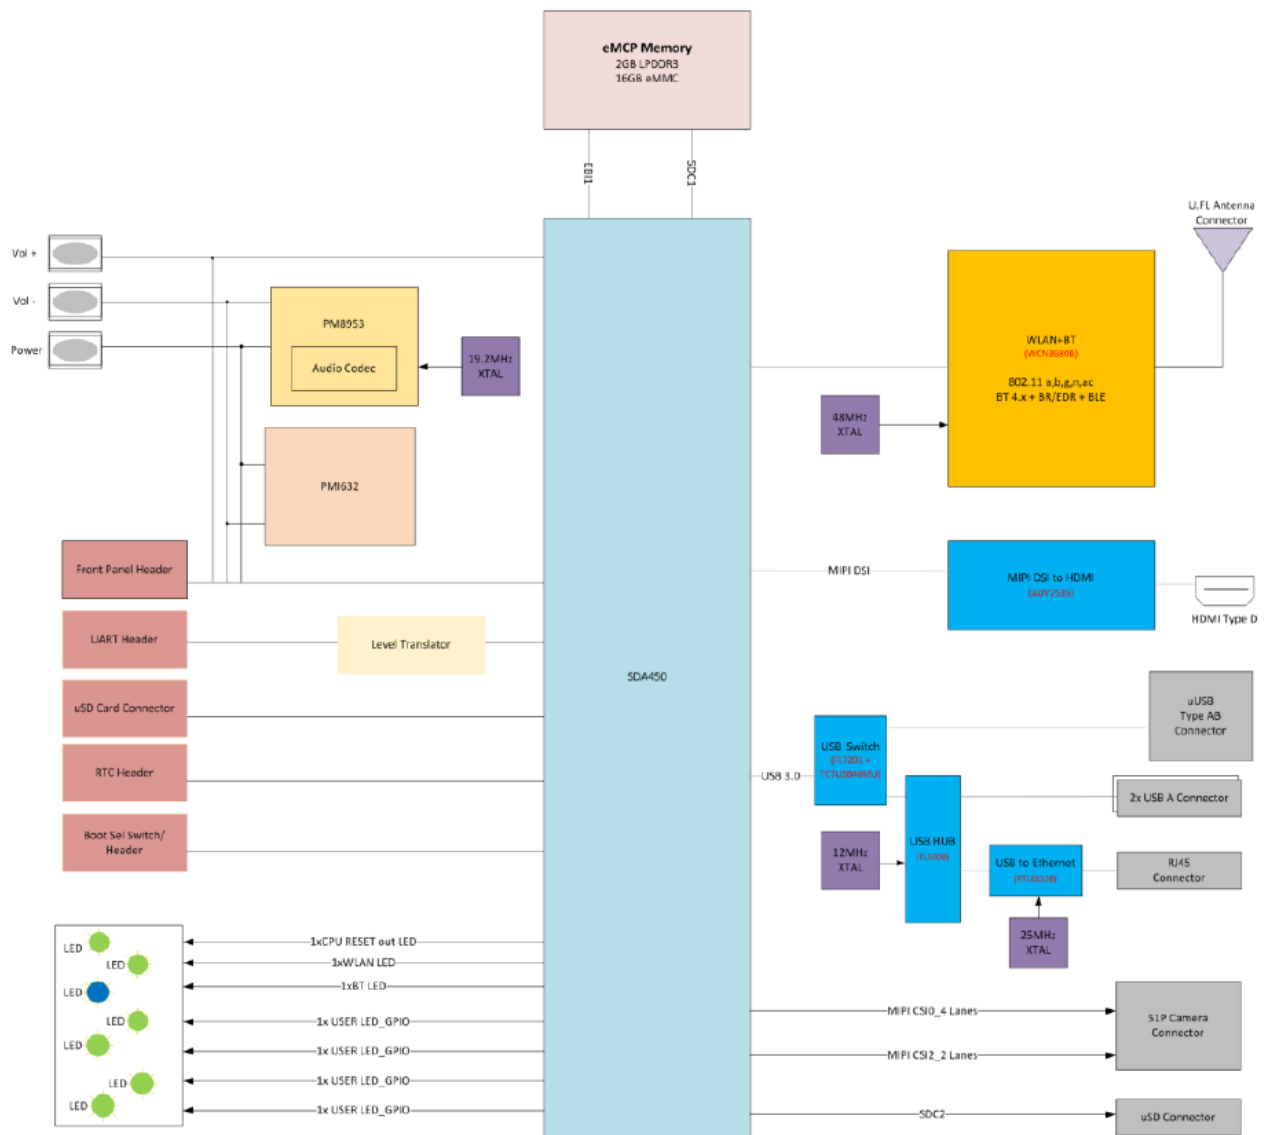 eMCP Memory
2GB LPDDR3
16GB eMMC
EBI1
SDC1
U.FL Antenna
Connector
Vol +
Vol -
Power
PM8953
Audio Codec
19.2MHz
XTAL
WLAN+BT
(WCN3680B)
802.11 a,b,g,n,ac
BT 4.x + BR/EDR + BLE
48MHz
XTAL
PMI632
Front Panel Header
MIPI DSI
MIPI DSI to HDMI
HDMI Type D
UART Header
Level Translator
SDA450
uSD Card Connector
uUSB
Type AB
Connector
RTC Header
USB 3.0
USB Switch
2x USB A Connector
Boot Sel Switch/
Header
12MHz
XTAL
USB HUB
USB to Ethernet
RJ45
Connector
25MHz
XTAL
LED
LED
LED
LED
LED
LED
LED
1xCPU RESET out LED
1xWLAN LED
1xBT LED
1x USER LED_GPIO
1x USER LED_GPIO
1x USER LED_GPIO
1x USER LED_GPIO
MIPI CSI0_4 Lanes
MIPI CSI2_2 Lanes
Camera
Connector
SDC2
uSD Connector